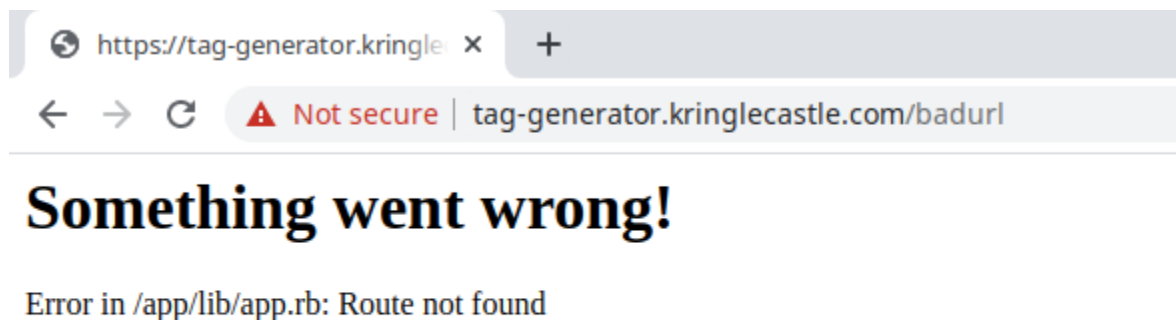 https://tag-generator.kringle
Not secure | tag-generator.kringlecastle.com/badurl
Something went wrong!
Error in /app/lib/app.rb: Route not found